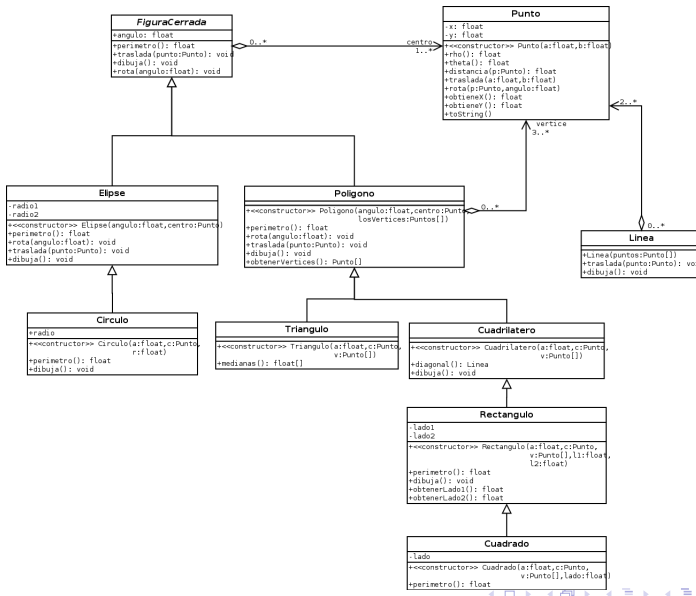 FiguraCerrada
+angulo: float
+perimetro(): float
+traslada(punto:Punto): void
+dibuja(): void
+rota(angulo:float): void
0..*
centro
1..*
Punto
-x: float
-y: float
+<<constructor>> Punto(a:float,b:float)
+rho(): float
+theta(): float
+distancia(p:Punto): float
+traslada(a:float,b:float)
+rota(p:Punto,angulo:float)
+obtieneX(): float
+obtieneY(): float
+toString()
2..*
vertice
3..*
Elipse
-radio1
-radio2
+<<constructor>> Elipse(angulo:float,centro:Punto)
+perimetro(): float
+rota(angulo:float): void
+traslada(punto:Punto): void
+dibuja(): void
Poligono
+<<constructor>> Poligono(angulo:float,centro:Punto,
losVertices:Puntos[])
+perimetro(): float
+rota(angulo:float): void
+traslada(punto:Punto): void
+dibuja(): void
+obtenerVertices(): Punto[]
0..*
0..*
Linea
+Linea(puntos:Punto[])
+traslada(punto:Punto): voi
+dibuja(): void
Circulo
+radio
+<<constructor>> Circulo(a:float,c:Punto,
r:float)
+perimetro(): float
+dibuja(): void
Triangulo
+<<constructor>> Triangulo(a:float,c:Punto,
v:Punto[])
+medianas(): float[]
Cuadrilatero
+<<constructor>> Cuadrilatero(a:float,c:Punto,
v:Punto[])
+diagonal(): Linea
+dibuja(): void
Rectangulo
-lado1
-lado2
+<<constructor>> Rectangulo(a:float,c:Punto,
v:Punto[],l1:float,
l2:float)
+perimetro(): float
+dibuja(): void
+obtenerLado1(): float
+obtenerLado2(): float
Cuadrado
-lado
+<<constructor>> Cuadrado(a:float,c:Punto,
v:Punto[],lado:float)
+perimetro(): float